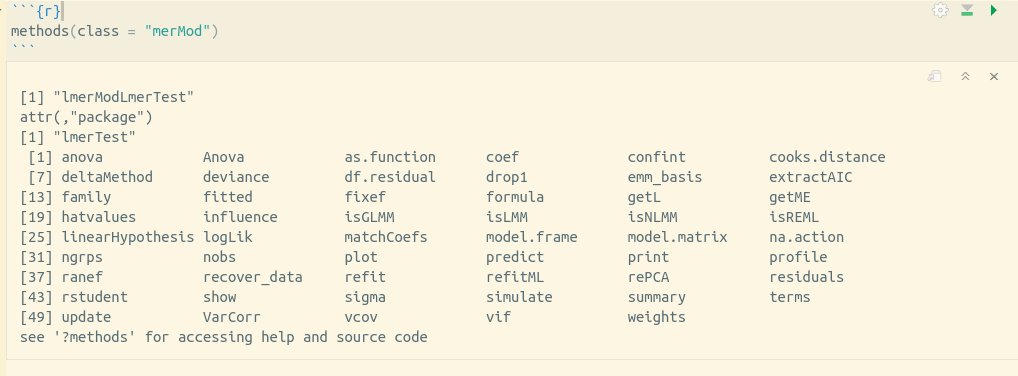 ```{r}
methods(class = "merMod")
```
[1] "lmerModLmerTest"
attr(,"package")
[1] "lmerTest"
 [1] anova            Anova            as.function      coef             confint          cooks.distance
 [7] deltaMethod      deviance         df.residual      drop1            emm_basis        extractAIC
[13] family           fitted           fixef            formula          getL             getME
[19] hatvalues        influence        isGLMM           isLMM            isNLMM           isREML
[25] linearHypothesis logLik           matchCoefs       model.frame      model.matrix     na.action
[31] ngrps            nobs             plot             predict          print            profile
[37] ranef            recover_data     refit            refitML          rePCA            residuals
[43] rstudent         show             sigma            simulate         summary          terms
[49] update           VarCorr          vcov             vif              weights
see '?methods' for accessing help and source code